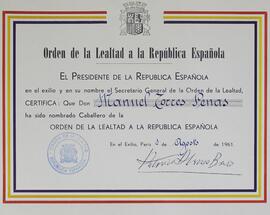 Orden de la Lealtad a la República Española
EL PRESIDENTE DE LA REPUBLICA ESPAÑOLA
en el exilio y en su nombre el Secretario General de la Orden de la Lealtad,
CERTIFICA: Que Don Manuel Torres Penas
ha sido nombrado Caballero de la
ORDEN DE LA LEALTAD A LA REPUBLICA ESPAÑOLA
En el Exilio, París de Agosto de 1961